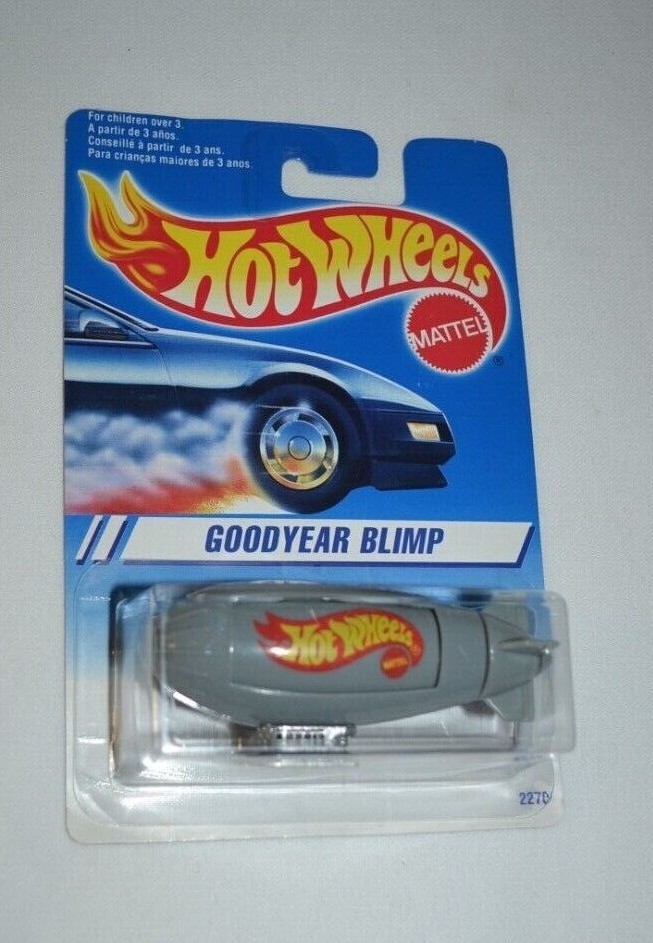 For children over 3.
A partir de 3 años.
Conseillé à partir de 3 ans.
Para crianças maiores de 3 anos.
HOT WHEELS
MATTEL
®
GOODYEAR BLIMP
HOT WHEELS
MATTEL